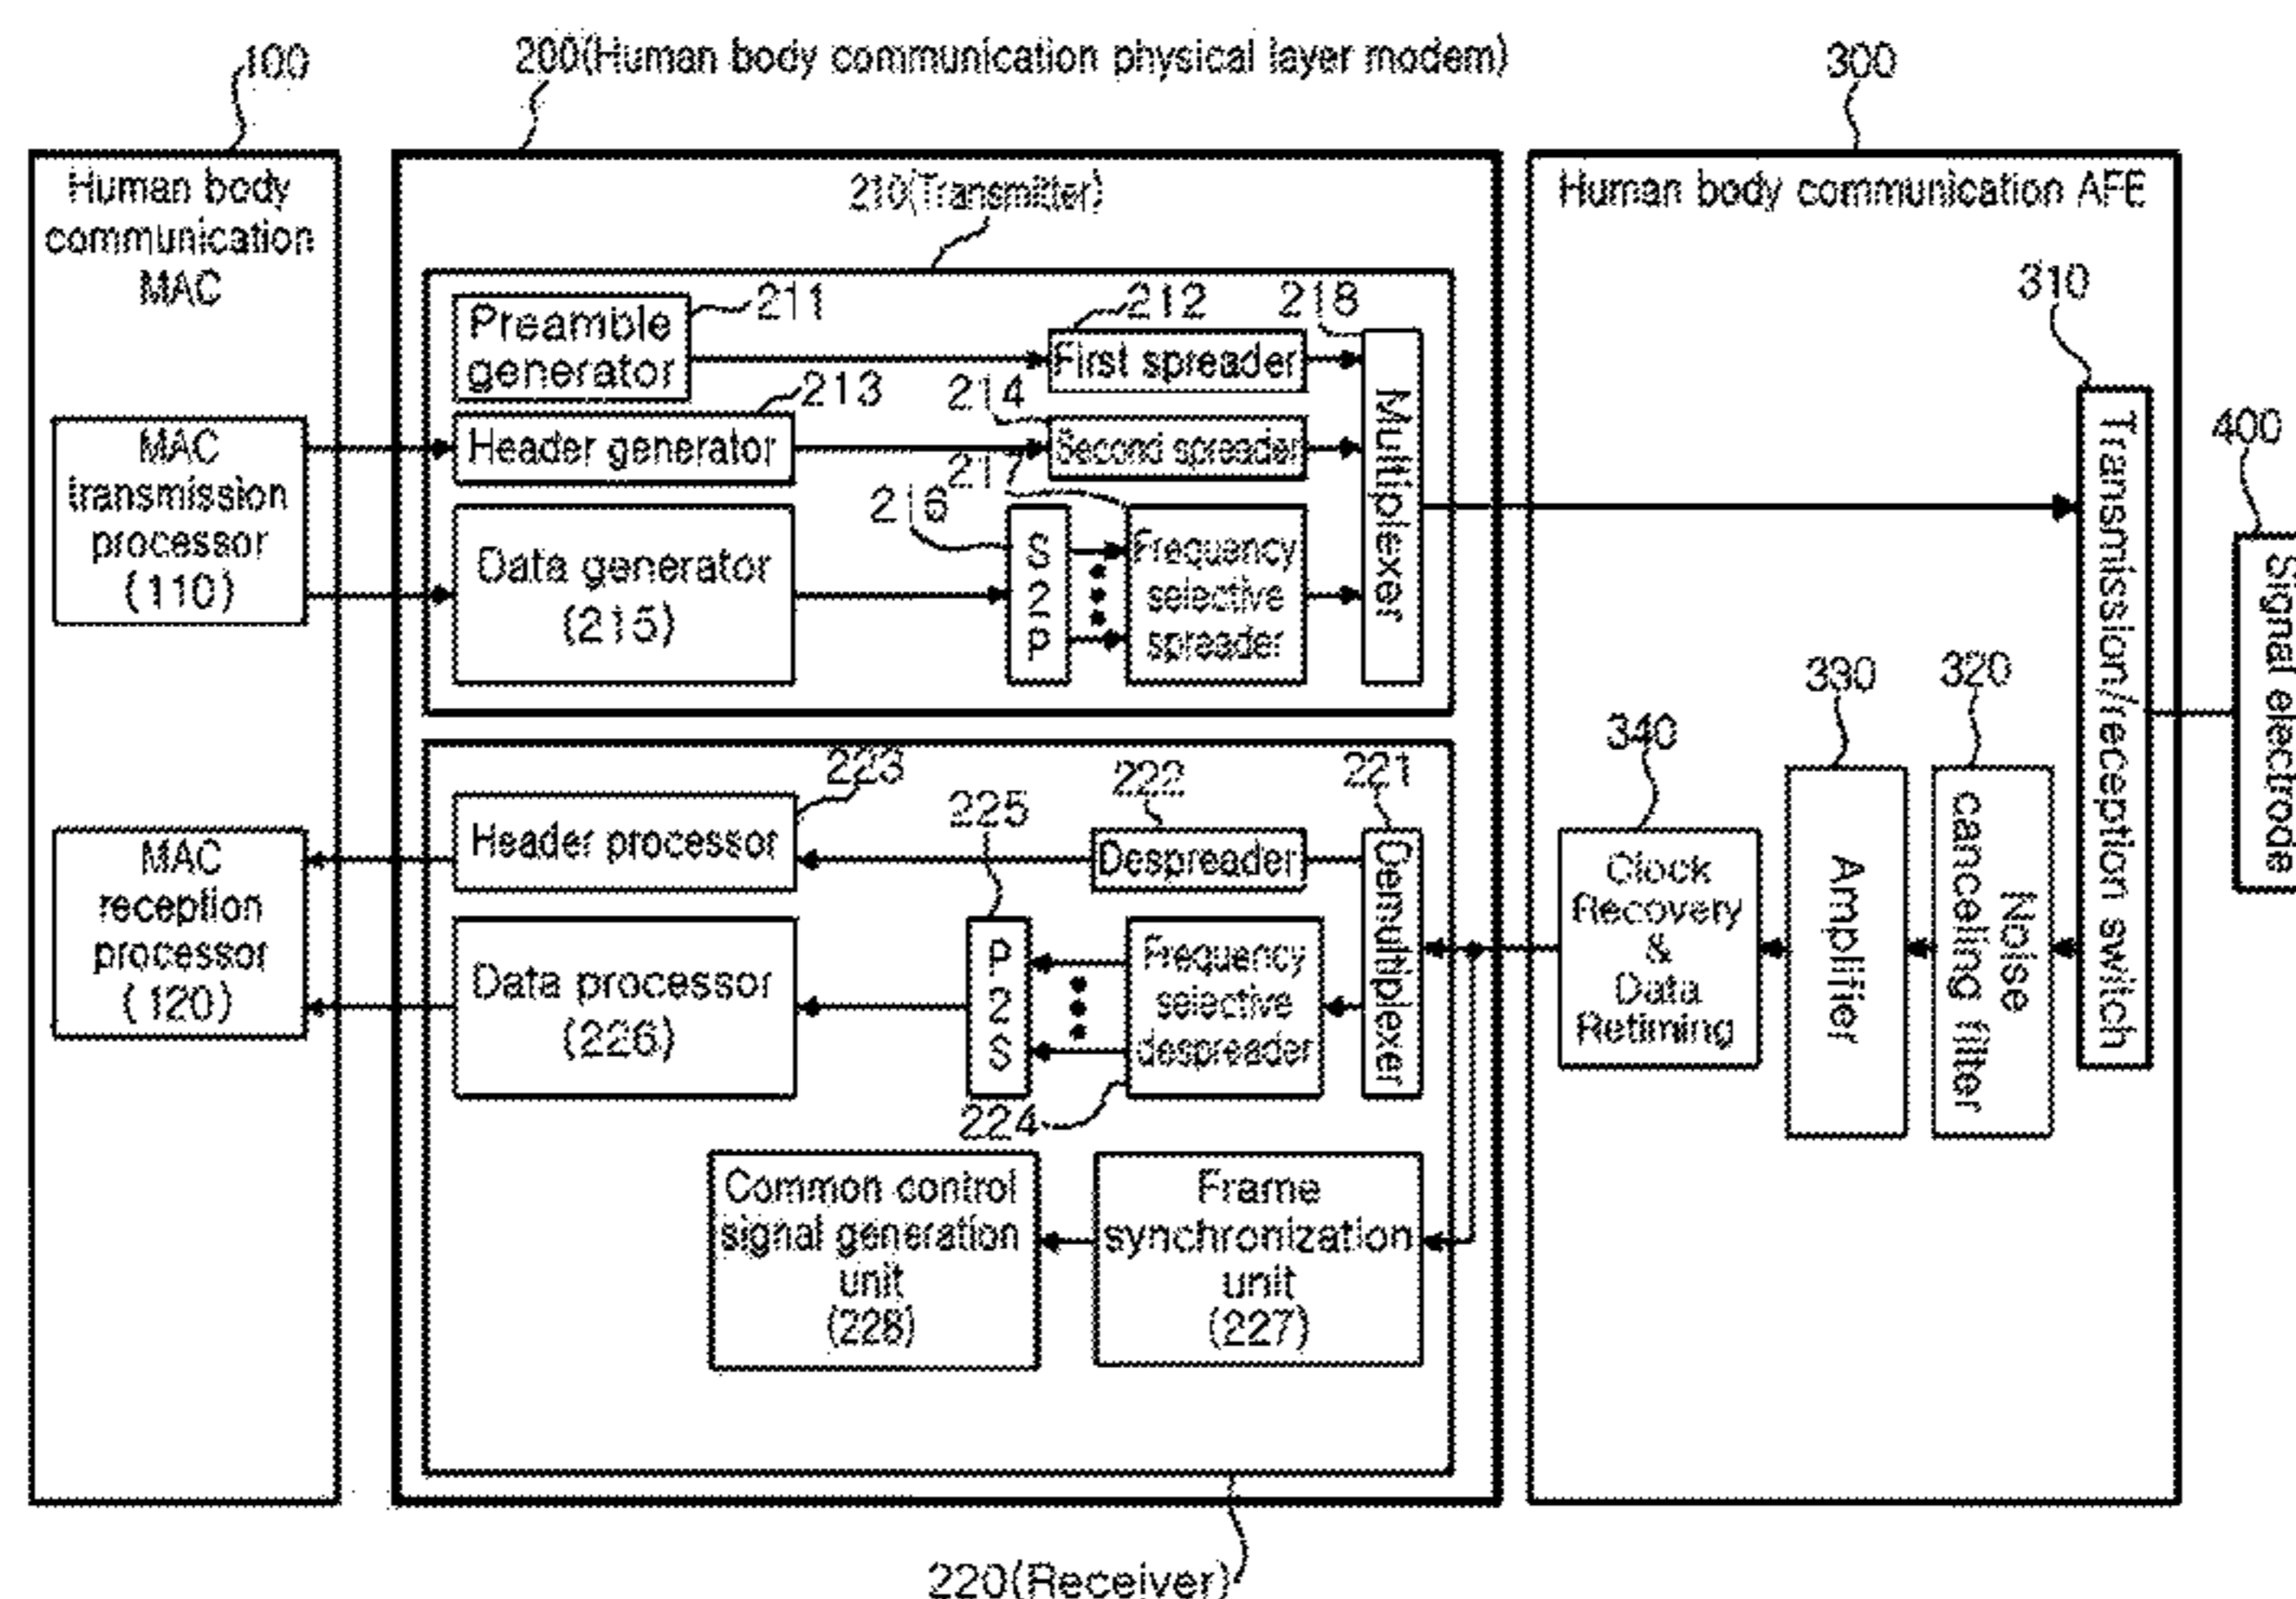 100
200(Human body communication physical layer modem)
300
Human body
communication
MAC
210(Transmitter)
Human body communication AFE
310
400
Preamble
generator
211
212
218
First spreader
Multiplexer
213
214
Header generator
Second spreader
MAC
transmission
processor
(110)
217
216
Data generator
(215)
S
2
P
Frequency
selective
spreader
Transmission/reception switch
Signal electrode
330
320
340
223
222
221
225
Header processor
Despreader
Demultiplexer
MAC
reception
processor
(120)
Data processor
(226)
P
2
S
Frequency
selective
despreader
224
Clock
Recovery
&
Data
Retiming
Amplifier
Noise
canceling filter
Common control
signal generation
unit
(228)
Frame
synchronization
unit
(227)
220(Receiver)